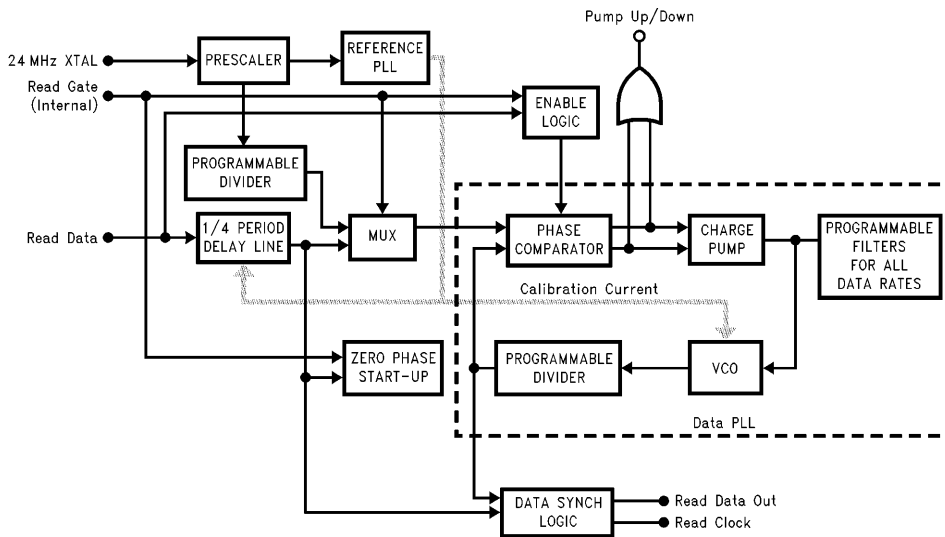 Pump Up/Down
24 MHz XTAL
PRESCALER
REFERENCE
PLL
Read Gate
(Internal)
ENABLE
LOGIC
PROGRAMMABLE
DIVIDER
Read Data
1/4 PERIOD
DELAY LINE
MUX
PHASE
COMPARATOR
CHARGE
PUMP
PROGRAMMABLE
FILTERS
FOR ALL
DATA RATES
Calibration Current
ZERO PHASE
START-UP
PROGRAMMABLE
DIVIDER
VCO
Data PLL
DATA SYNCH
LOGIC
Read Data Out
Read Clock